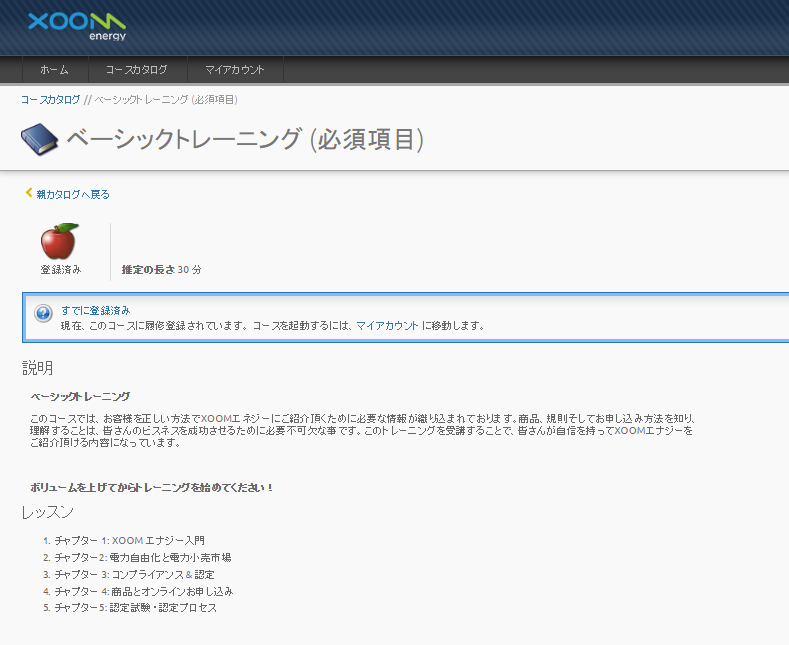 XOOM
energy
ホーム コースカタログ マイアカウント
コースカタログ // ベーシックトレーニング (必須項目)
ベーシックトレーニング (必須項目)
親カタログへ戻る
登録済み 推定の長さ 30 分
すでに登録済み
現在、このコースに履修登録されています。コースを起動するには、マイアカウント に移動します。
説明
ベーシックトレーニング
このコースでは、お客様を正しい方法でXOOMエネジーにご紹介頂くために必要な情報が織り込まれております。商品、規則そしてお申し込み方法を知り、
理解することは、皆さんのビスネスを成功させるために必要不可欠な事です。このトレーニングを受講することで、皆さんが自信を持ってXOOMエナジーを
ご紹介頂ける内容になっています。
ボリュームを上げてからトレーニングを始めてください！
レッスン
1. チャプター 1: XOOM エナジー入門
2. チャプター2: 電力自由化と電力小売市場
3. チャプター 3: コンプライアンス & 認定
4. チャプター 4: 商品とオンラインお申し込み
5. チャプター5: 認定試験・認定プロセス